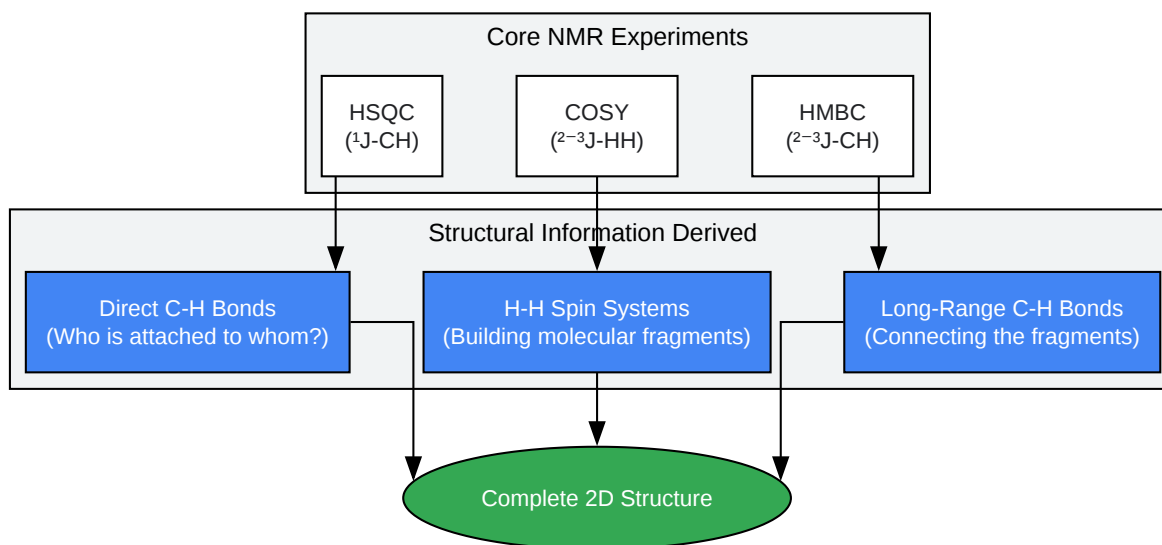 Core NMR Experiments
HSQC
(¹J-CH)
COSY
(²⁻³J-HH)
HMBC
(²⁻³J-CH)
Structural Information Derived
Direct C-H Bonds
(Who is attached to whom?)
H-H Spin Systems
(Building molecular fragments)
Long-Range C-H Bonds
(Connecting the fragments)
Complete 2D Structure